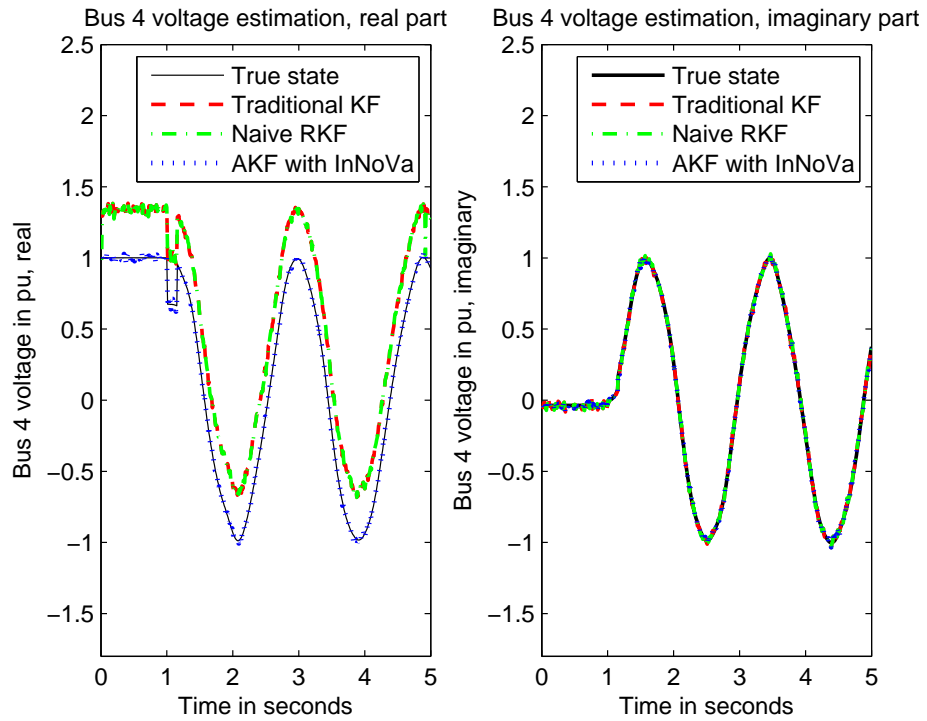 Bus 4 voltage estimation, real part
2.5
2
1.5
1
0.5
0
−0.5
−1
−1.5
Bus 4 voltage in pu, real
True state
Traditional KF
Naive RKF
AKF with InNoVa
0 1 2 3 4 5
Time in seconds
Bus 4 voltage estimation, imaginary part
2.5
2
1.5
1
0.5
0
−0.5
−1
−1.5
Bus 4 voltage in pu, imaginary
True state
Traditional KF
Naive RKF
AKF with InNoVa
0 1 2 3 4 5
Time in seconds